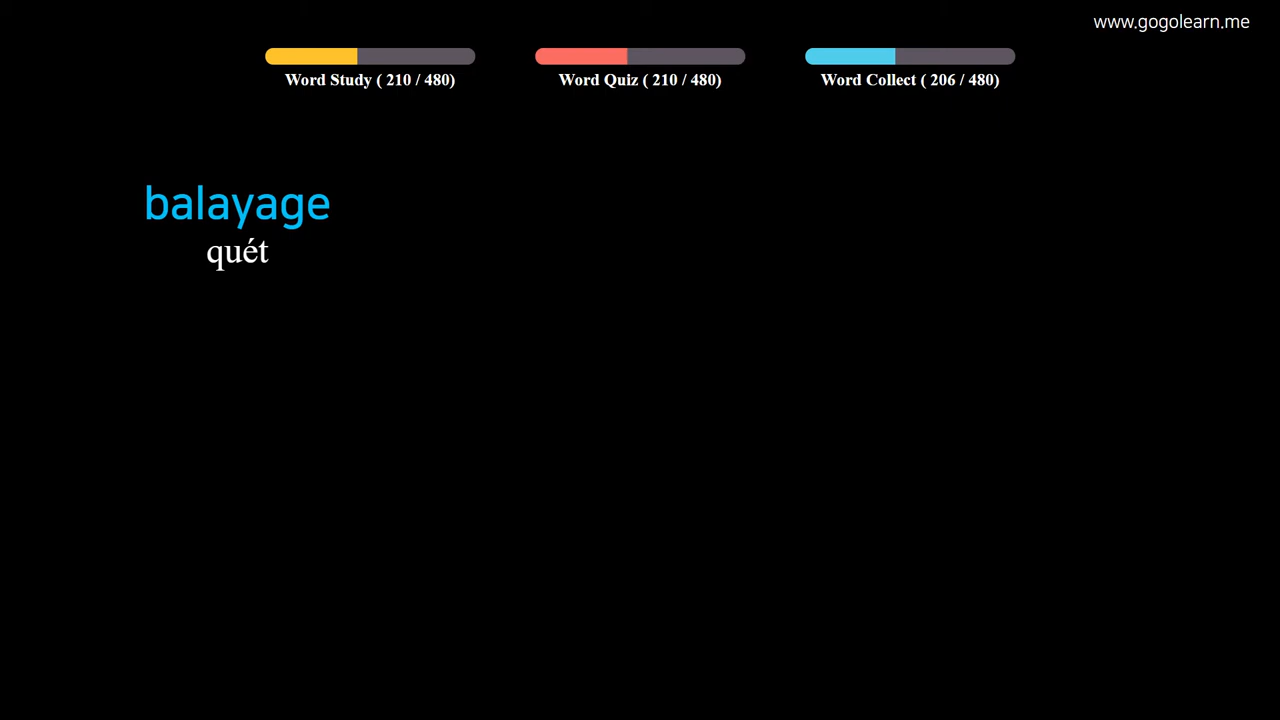 www.gogolearn.me
Word Study ( 210 / 480)
Word Quiz ( 210 / 480)
Word Collect ( 206 / 480)
balayage
quét